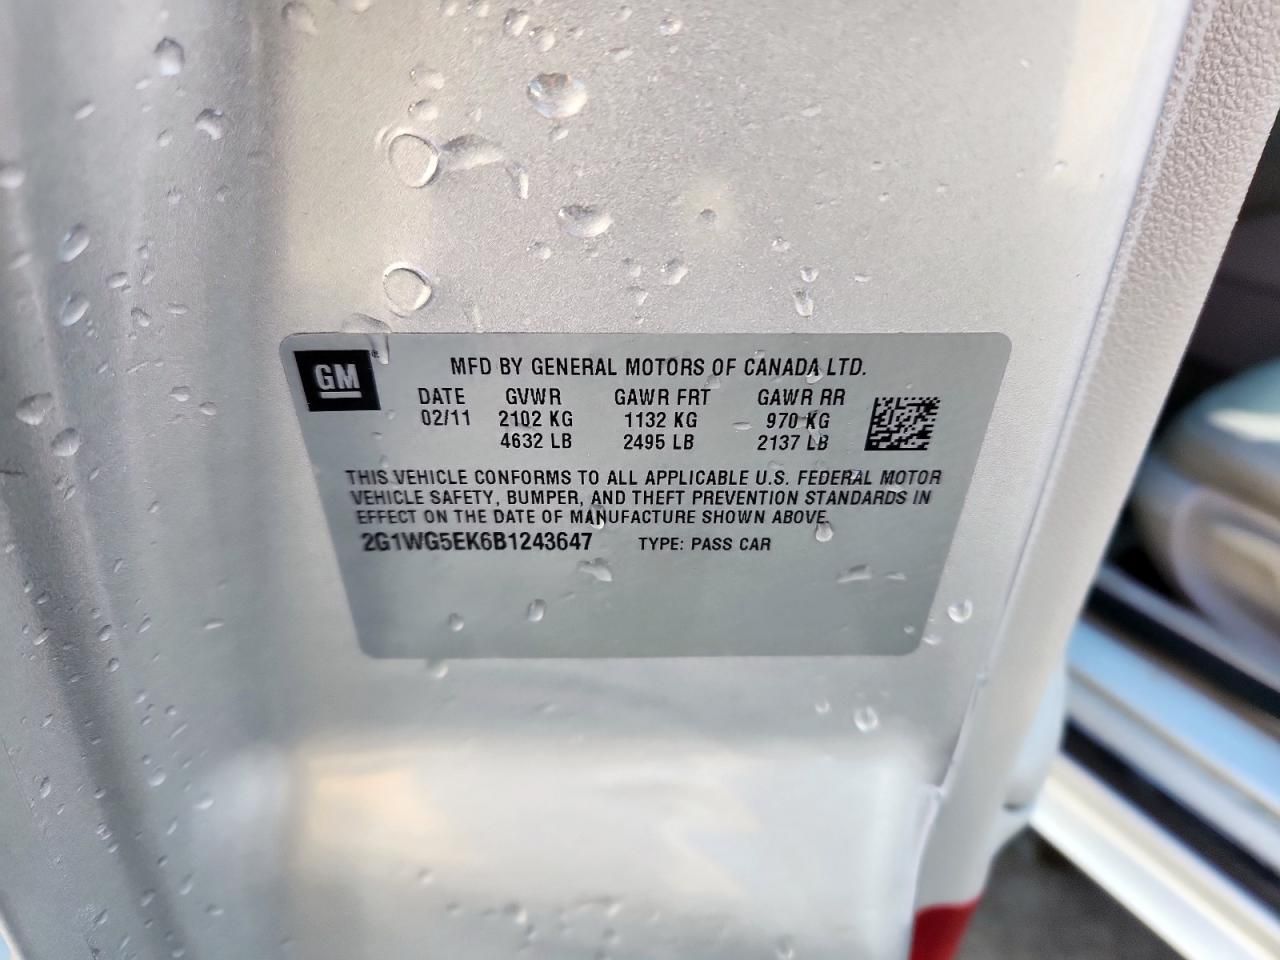 GM
MFD BY GENERAL MOTORS OF CANADA LTD.
DATE GVWR GAWR FRT GAWR RR
02/11 2102 KG 1132 KG 970 KG
4632 LB 2495 LB 2137 LB
THIS VEHICLE CONFORMS TO ALL APPLICABLE U.S. FEDERAL MOTOR
VEHICLE SAFETY, BUMPER, AND THEFT PREVENTION STANDARDS IN
EFFECT ON THE DATE OF MANUFACTURE SHOWN ABOVE.
2G1WG5EK6B1243647 TYPE: PASS CAR